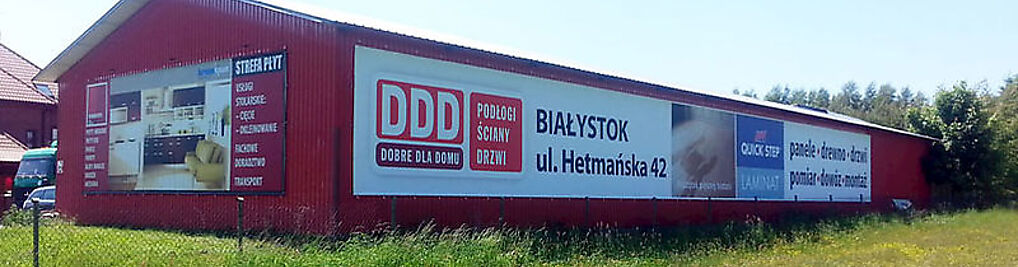 STREFA PŁYT
USŁUGI
STOLARSKIE:
- CIĘCIE
- OKLEJNOWANIE
FACHOWE
DORADZTWO
TRANSPORT
DDD
DOBRE DLA DOMU
PODŁOGI
ŚCIANY
DRZWI
BIAŁYSTOK
ul. Hetmańska 42
QUICK STEP
LAMINAT
panele • drewno • drzwi
pomiar • dowóz • montaż